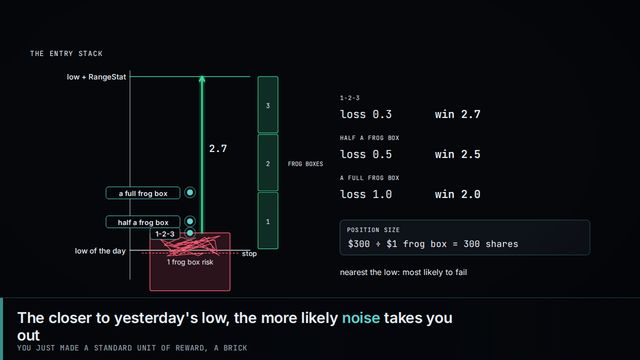 THE ENTRY STACK
low + RangeStat
3
2.7
2
FROG BOXES
a full frog box
half a frog box
1
1-2-3
low of the day
stop
1 frog box risk
1-2-3
loss 0.3 win 2.7
HALF A FROG BOX
loss 0.5 win 2.5
A FULL FROG BOX
loss 1.0 win 2.0
POSITION SIZE
$300 ÷ $1 frog box = 300 shares
nearest the low: most likely to fail
The closer to yesterday's low, the more likely noise takes you
out
YOU JUST MADE A STANDARD UNIT OF REWARD, A BRICK